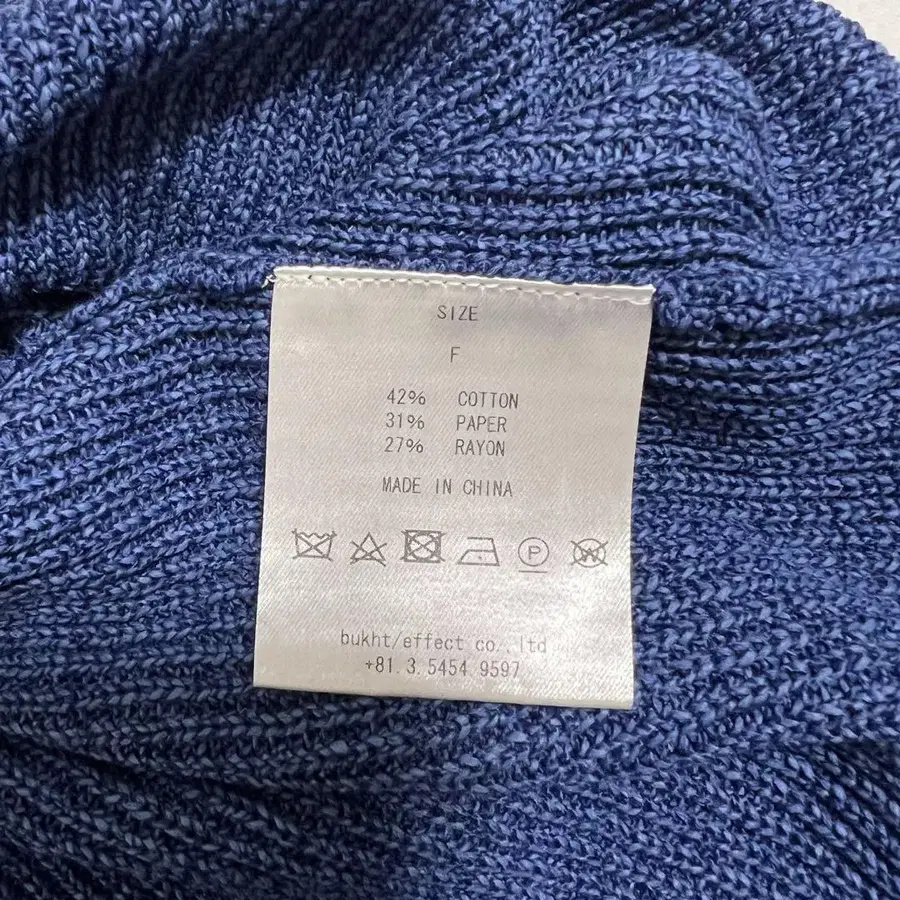 SIZE
F
42% COTTON
31% PAPER
27% RAYON
MADE IN CHINA
P W
bukht/effect co.,ltd
+81.3.5454 9597